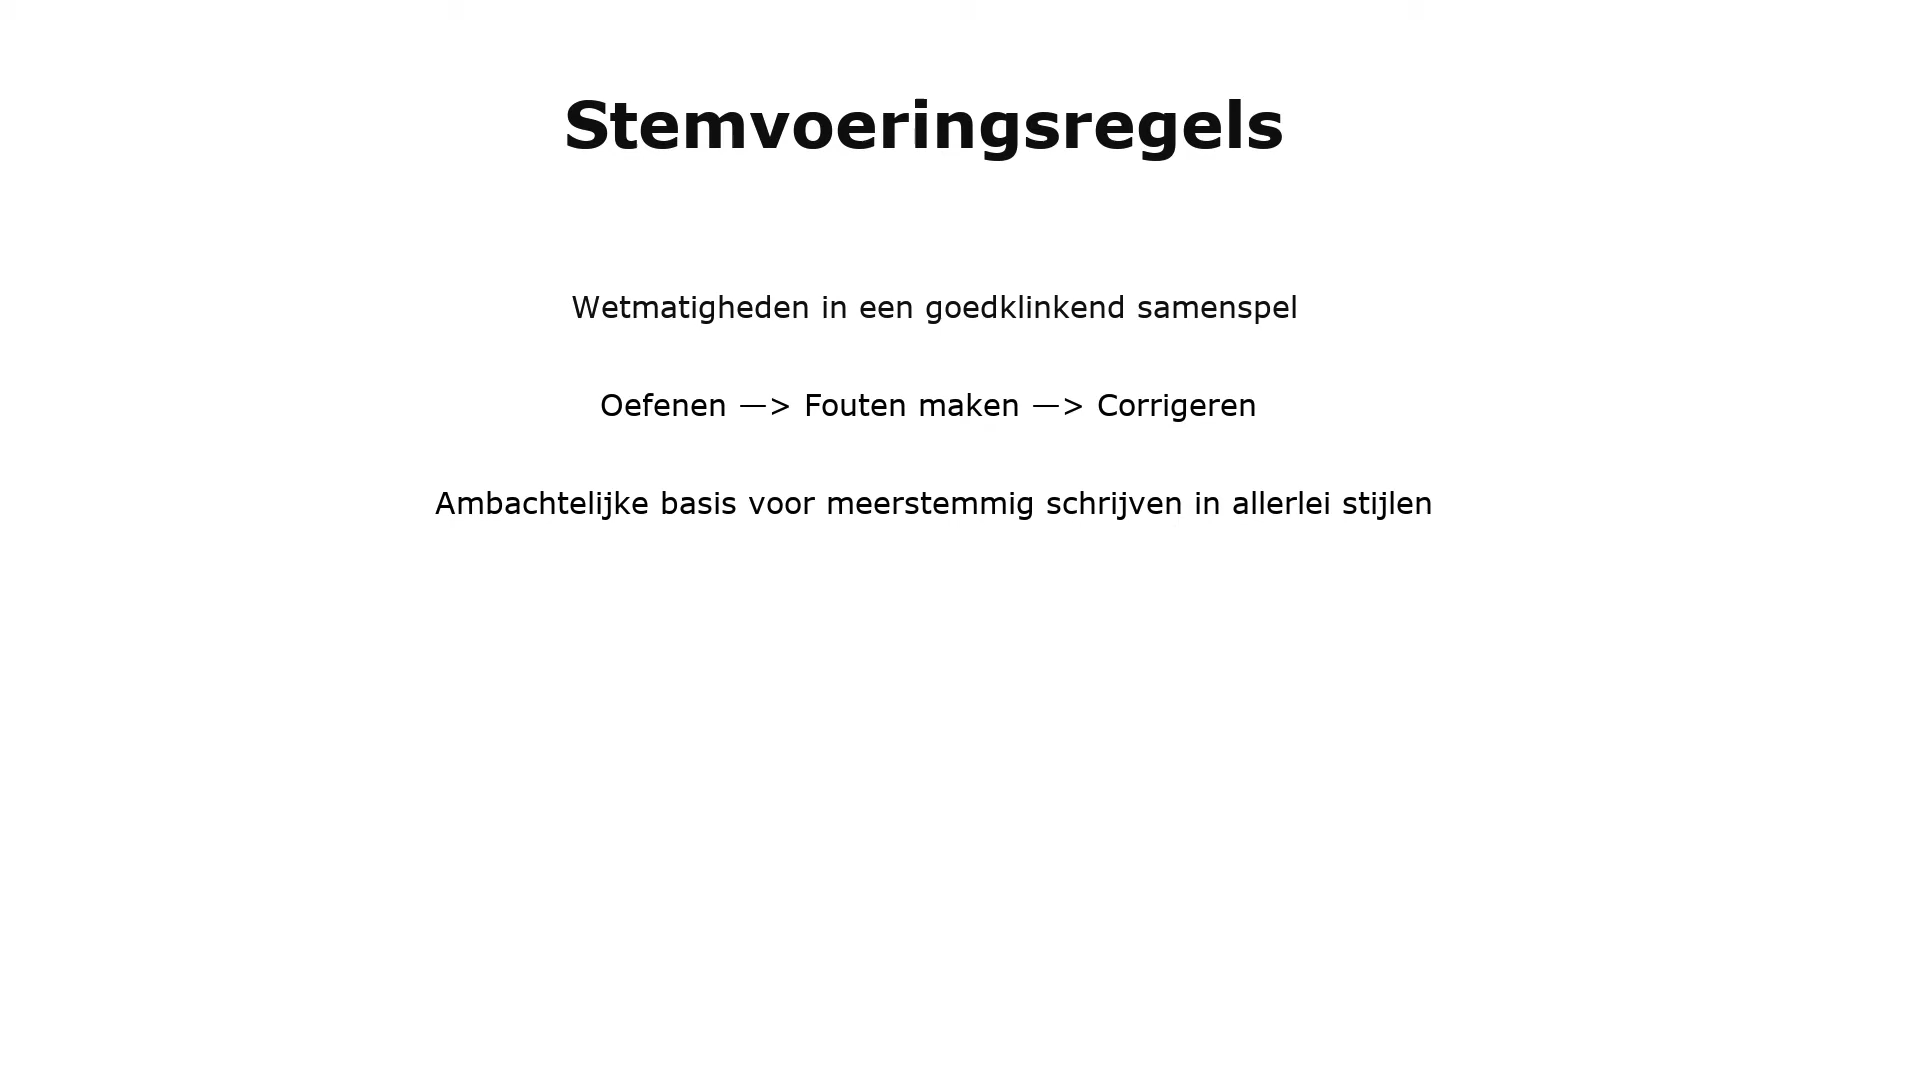 Stemvoeringsregels
Wetmatigheden in een goedklinkend samenspel
Oefenen —> Fouten maken —> Corrigeren
Ambachtelijke basis voor meerstemmig schrijven in allerlei stijlen